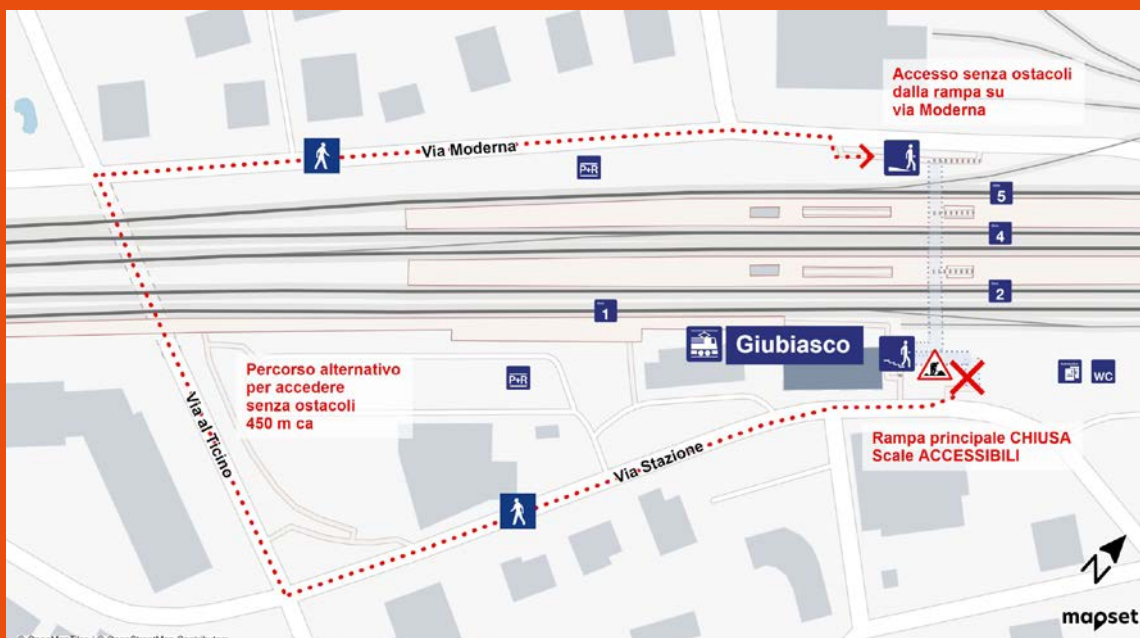 Accesso senza ostacoli
dalla rampa su
via Moderna
Via Moderna
P+R
5
4
2
1
Giubiasco
Percorso alternativo
per accedere
senza ostacoli
450 m ca
P+R
WC
Via al Ticino
Via Stazione
Rampa principale CHIUSA
Scale ACCESSIBILI
N
mapset